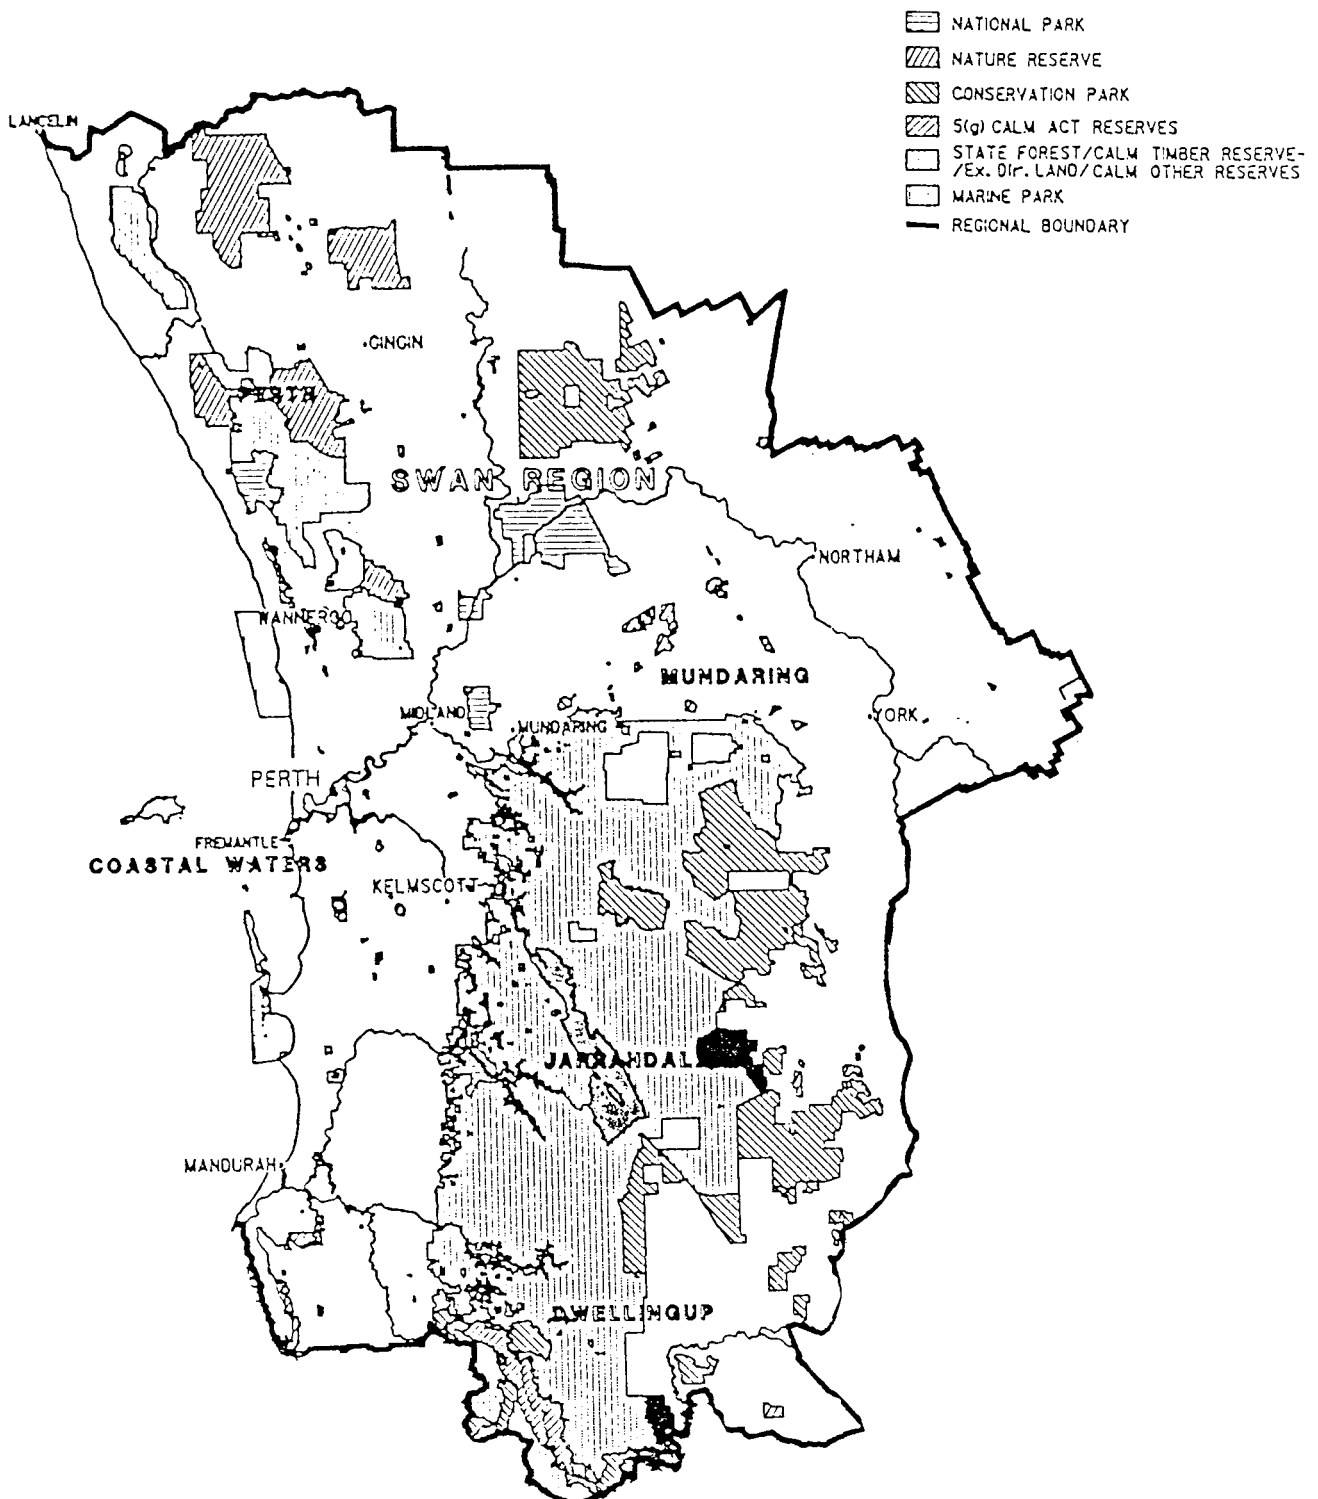 NATIONAL PARK
NATURE RESERVE
CONSERVATION PARK
5(g) CALM ACT RESERVES
STATE FOREST/CALM TIMBER RESERVE-
/Ex. Dir. LAND/CALM OTHER RESERVES
MARINE PARK
REGIONAL BOUNDARY
LANCELIN
GINGIN
PERTH
SWAN REGION
NORTHAM
WANNEROO
MUNDARING
MIDLAND
YORK
MUNDARING
PERTH
FREMANTLE
COASTAL WATERS
KELMSCOTT
JARRAHDAL
MANDURAH
DWELLINGUP